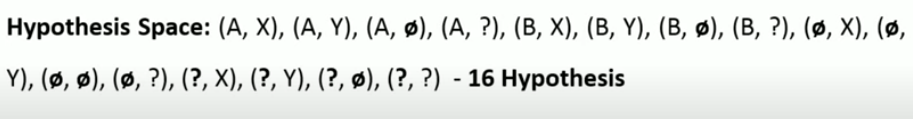 Hypothesis Space: (A, X), (A, Y), (A, ø), (A, ?), (B, X), (B, Y), (B, ø), (B, ?), (ø, X), (ø,
Y), (ø, ø), (ø, ?), (?, X), (?, Y), (?, ø), (?, ?) - 16 Hypothesis